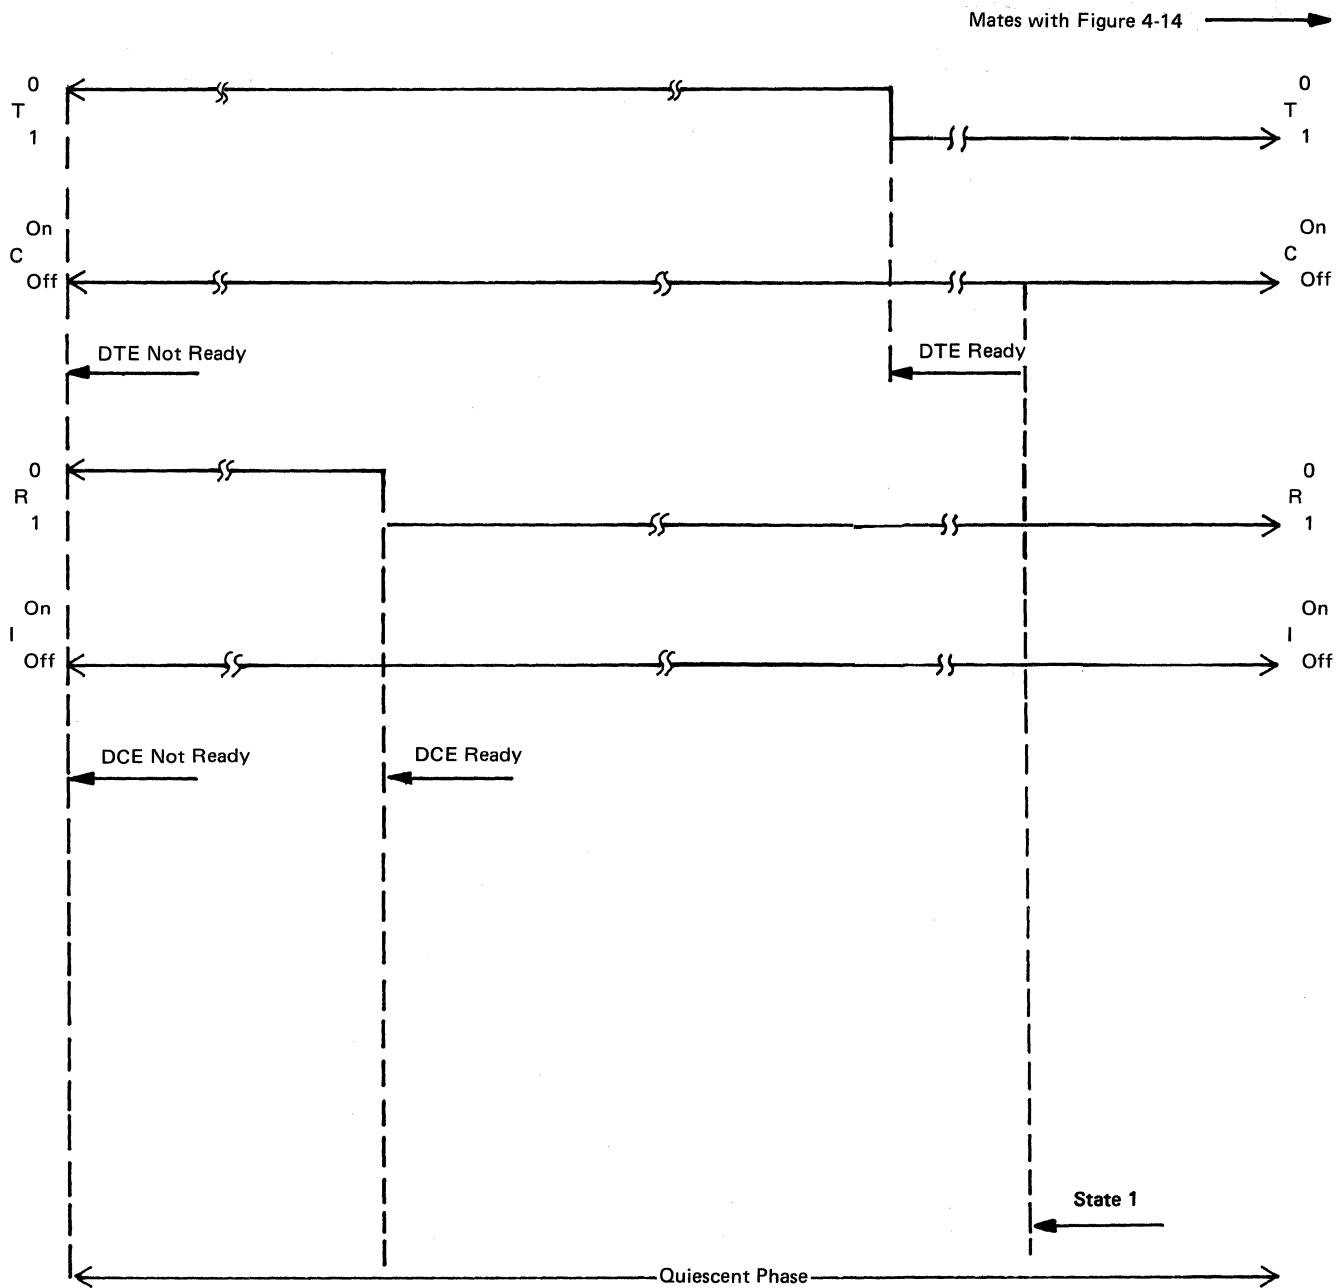 Mates with Figure 4-14
0 0
T T
1 1
On On
C C
Off Off
DTE Not Ready DTE Ready
0 0
R R
1 1
On On
I I
Off Off
DCE Not Ready DCE Ready
State 1
Quiescent Phase